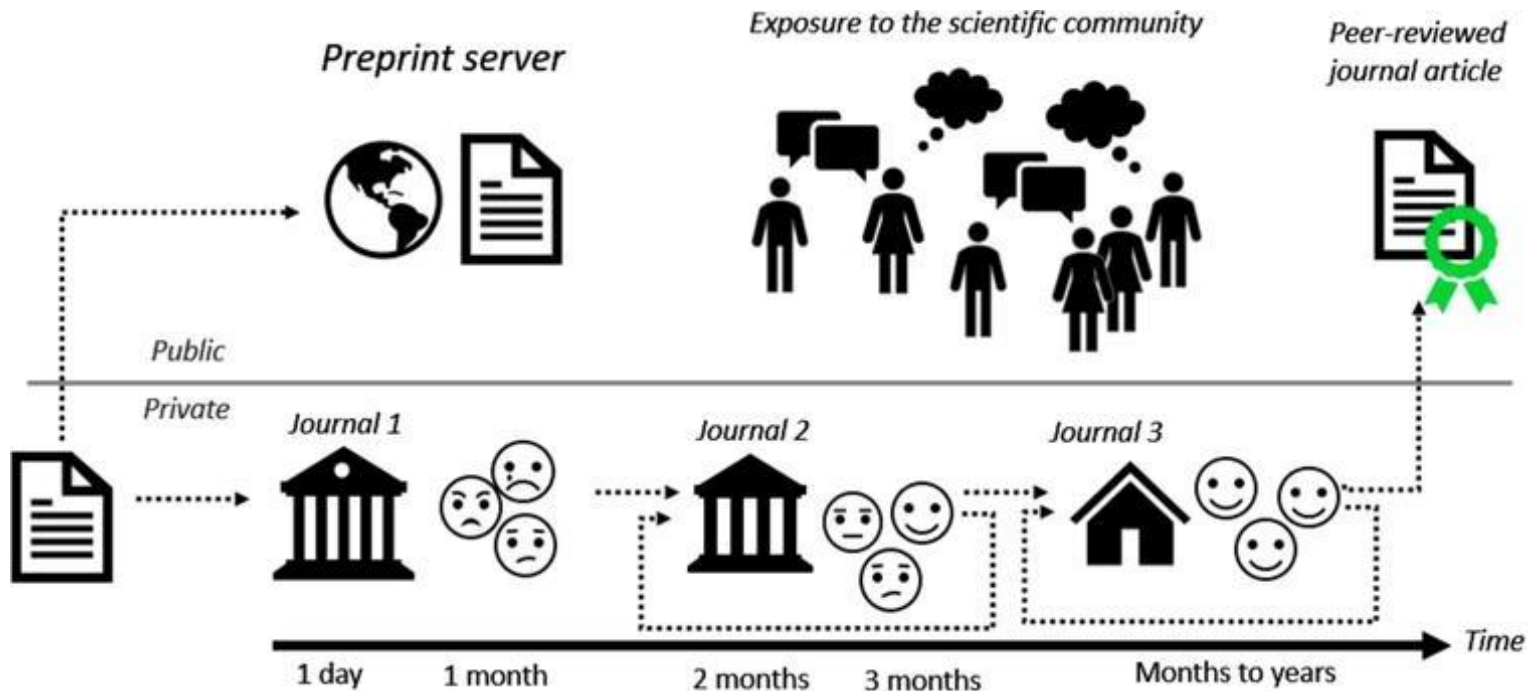 Exposure to the scientific community
Preprint server
Peer-reviewed
journal article
Public
Private
Journal 1
Journal 2
Journal 3
Time
1 day
1 month
2 months
3 months
Months to years